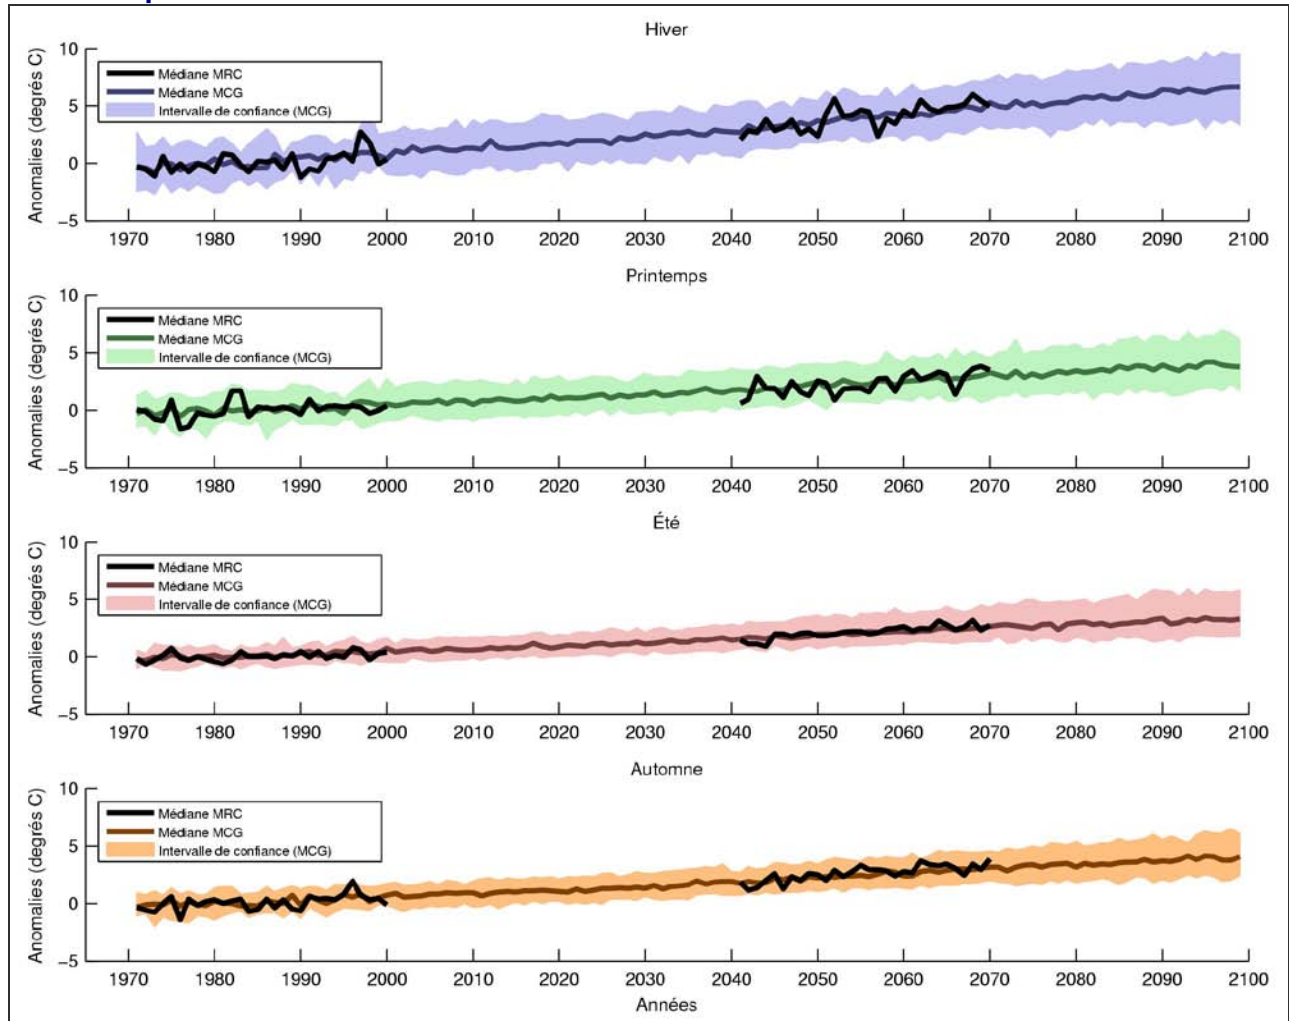 Hiver
Anomalies (degrés C)
10
5
0
−5
Médiane MRC
Médiane MCG
Intervalle de confiance (MCG)
1970 1980 1990 2000 2010 2020 2030 2040 2050 2060 2070 2080 2090 2100
Printemps
Anomalies (degrés C)
10
5
0
−5
Médiane MRC
Médiane MCG
Intervalle de confiance (MCG)
1970 1980 1990 2000 2010 2020 2030 2040 2050 2060 2070 2080 2090 2100
Été
Anomalies (degrés C)
10
5
0
−5
Médiane MRC
Médiane MCG
Intervalle de confiance (MCG)
1970 1980 1990 2000 2010 2020 2030 2040 2050 2060 2070 2080 2090 2100
Automne
Anomalies (degrés C)
10
5
0
−5
Médiane MRC
Médiane MCG
Intervalle de confiance (MCG)
1970 1980 1990 2000 2010 2020 2030 2040 2050 2060 2070 2080 2090 2100
Années